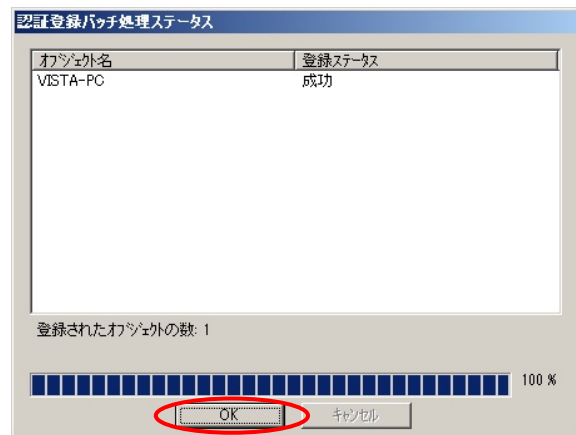 認証登録バッチ処理ステータス
オブジェクト名 登録ステータス
VISTA-PC 成功
登録されたオブジェクトの数: 1
100 %
OK キャンセル